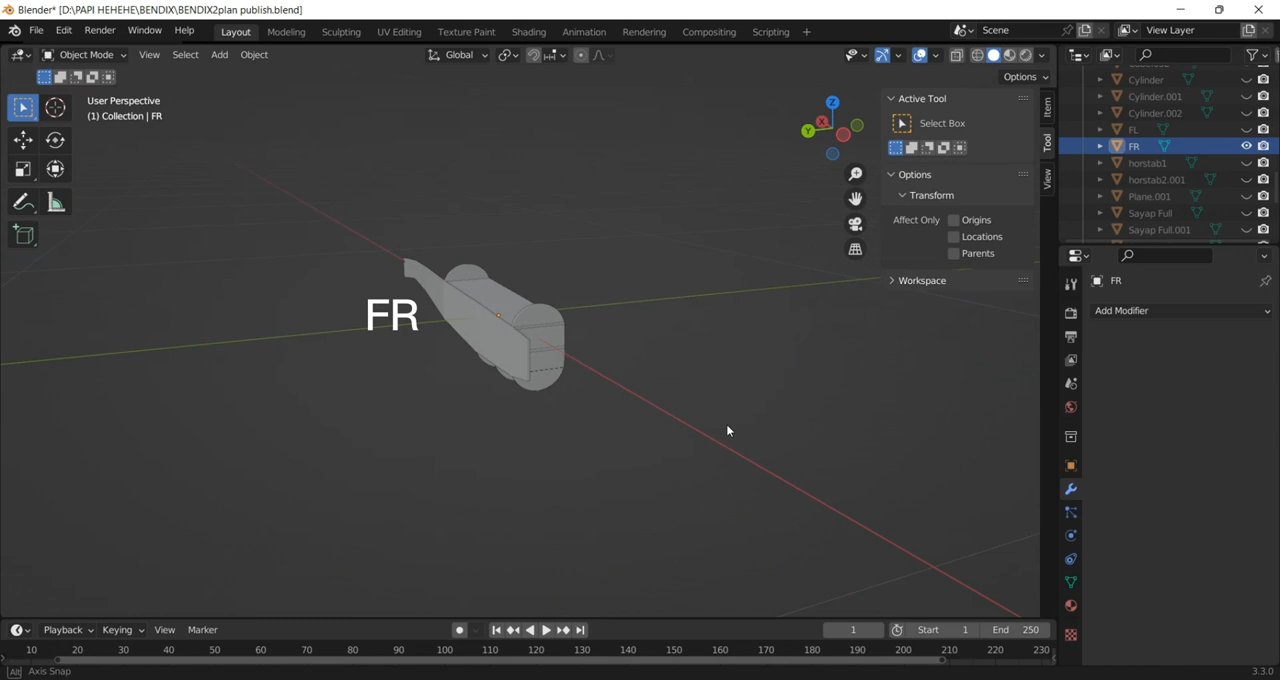 Blender* [D:\PAPI HEHEHE\BENDIX\BENDIX2plan publish.blend]
File Edit Render Window Help Layout Modeling Sculpting UV Editing Texture Paint Shading Animation Rendering Compositing Scripting + Scene View Layer
Object Mode View Select Add Object Global
Options
User Perspective
(1) Collection | FR
Z
X
Y
Active Tool
Select Box
Options
Transform
Affect Only Origins
Locations
Parents
Workspace
Item
Tool
View
Cylinder
Cylinder.001
Cylinder.002
FL
FR
horstab1
horstab2.001
Plane.001
Sayap Full
Sayap Full.001
FR
Add Modifier
FR
Playback Keying View Marker 1 Start 1 End 250
10 20 30 40 50 60 70 80 90 100 110 120 130 140 150 160 170 180 190 200 210 220 230
Alt Axis Snap 3.3.0